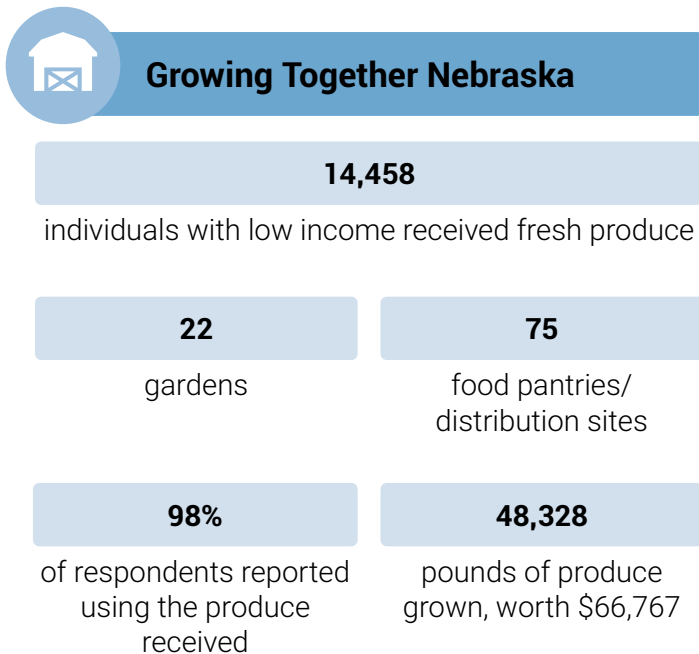 Growing Together Nebraska
14,458
individuals with low income received fresh produce
22
gardens
75
food pantries/
distribution sites
98%
of respondents reported
using the produce
received
48,328
pounds of produce
grown, worth $66,767